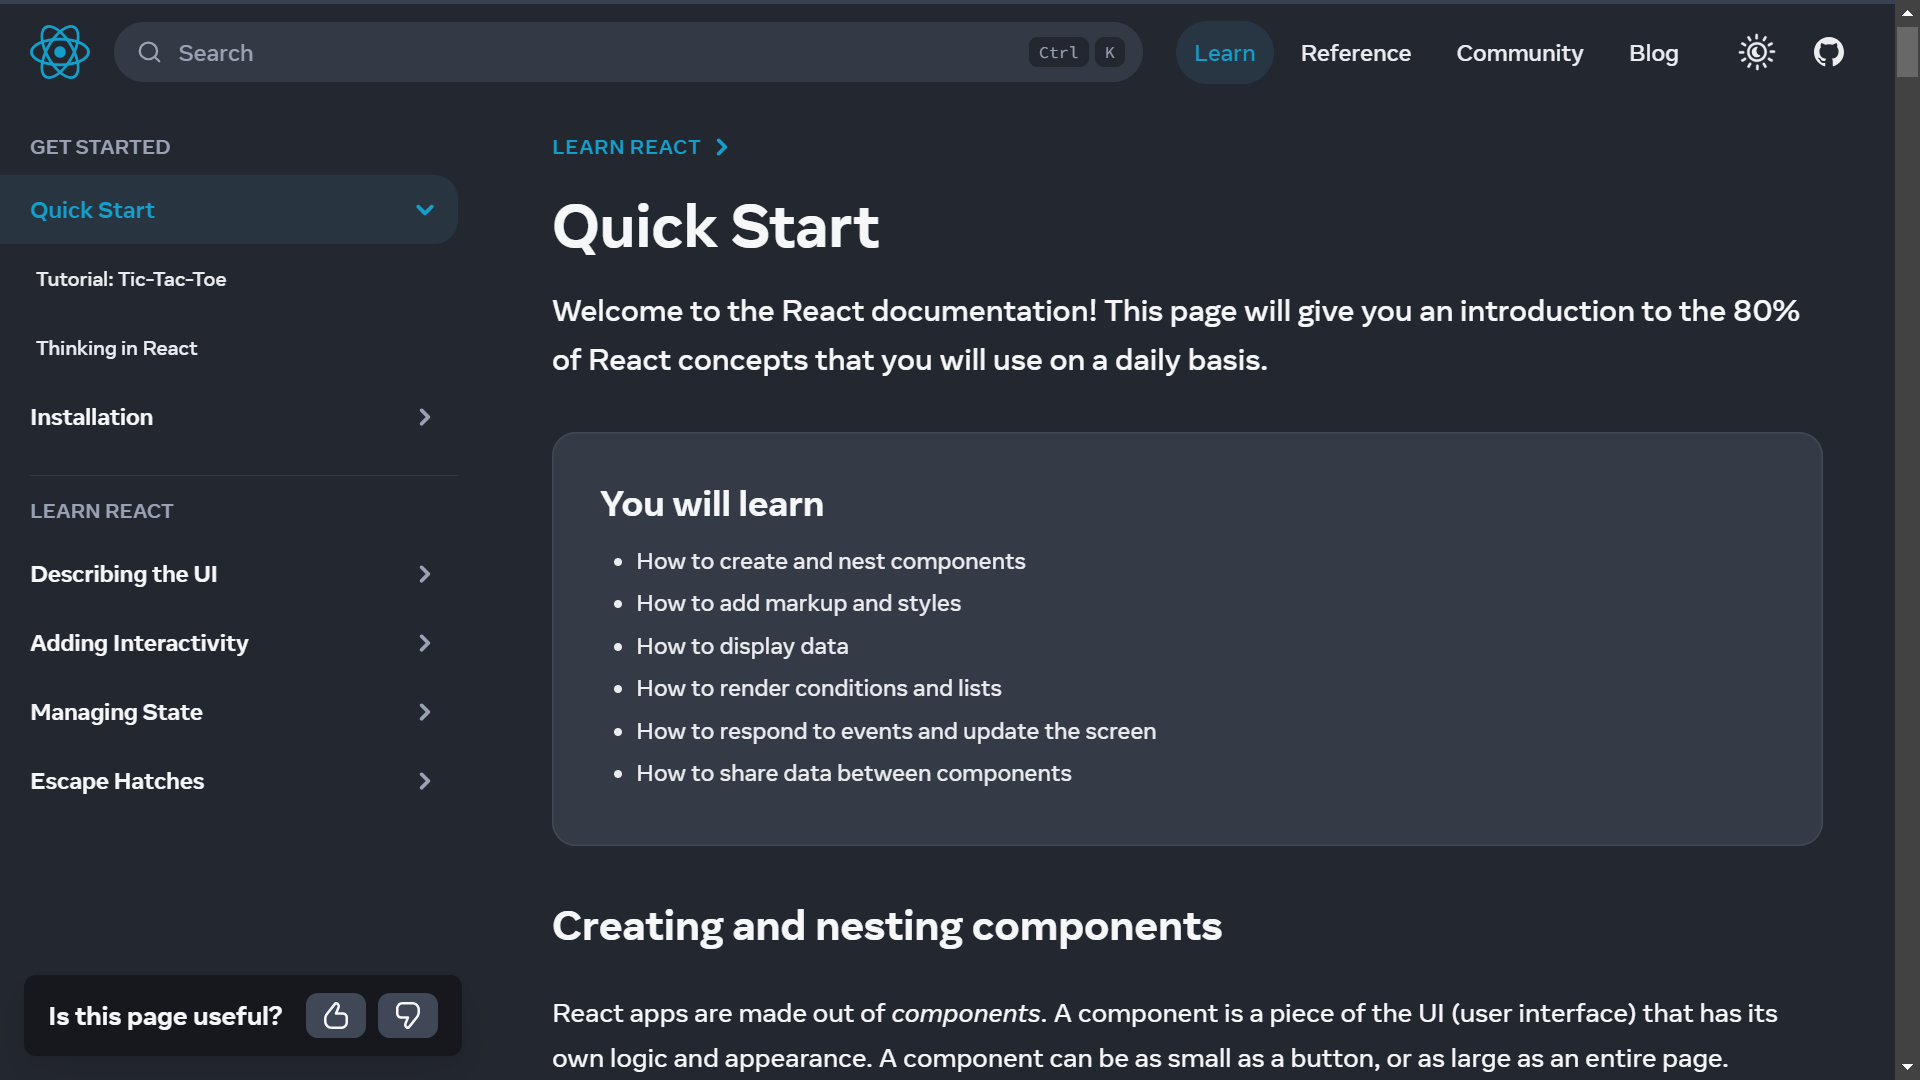 Search
Ctrl K
Learn
Reference
Community
Blog
GET STARTED
Quick Start
Tutorial: Tic-Tac-Toe
Thinking in React
Installation
LEARN REACT
Describing the UI
Adding Interactivity
Managing State
Escape Hatches
Is this page useful?
LEARN REACT
Quick Start
Welcome to the React documentation! This page will give you an introduction to the 80%
of React concepts that you will use on a daily basis.
You will learn
• How to create and nest components
• How to add markup and styles
• How to display data
• How to render conditions and lists
• How to respond to events and update the screen
• How to share data between components
Creating and nesting components
React apps are made out of components. A component is a piece of the UI (user interface) that has its
own logic and appearance. A component can be as small as a button, or as large as an entire page.